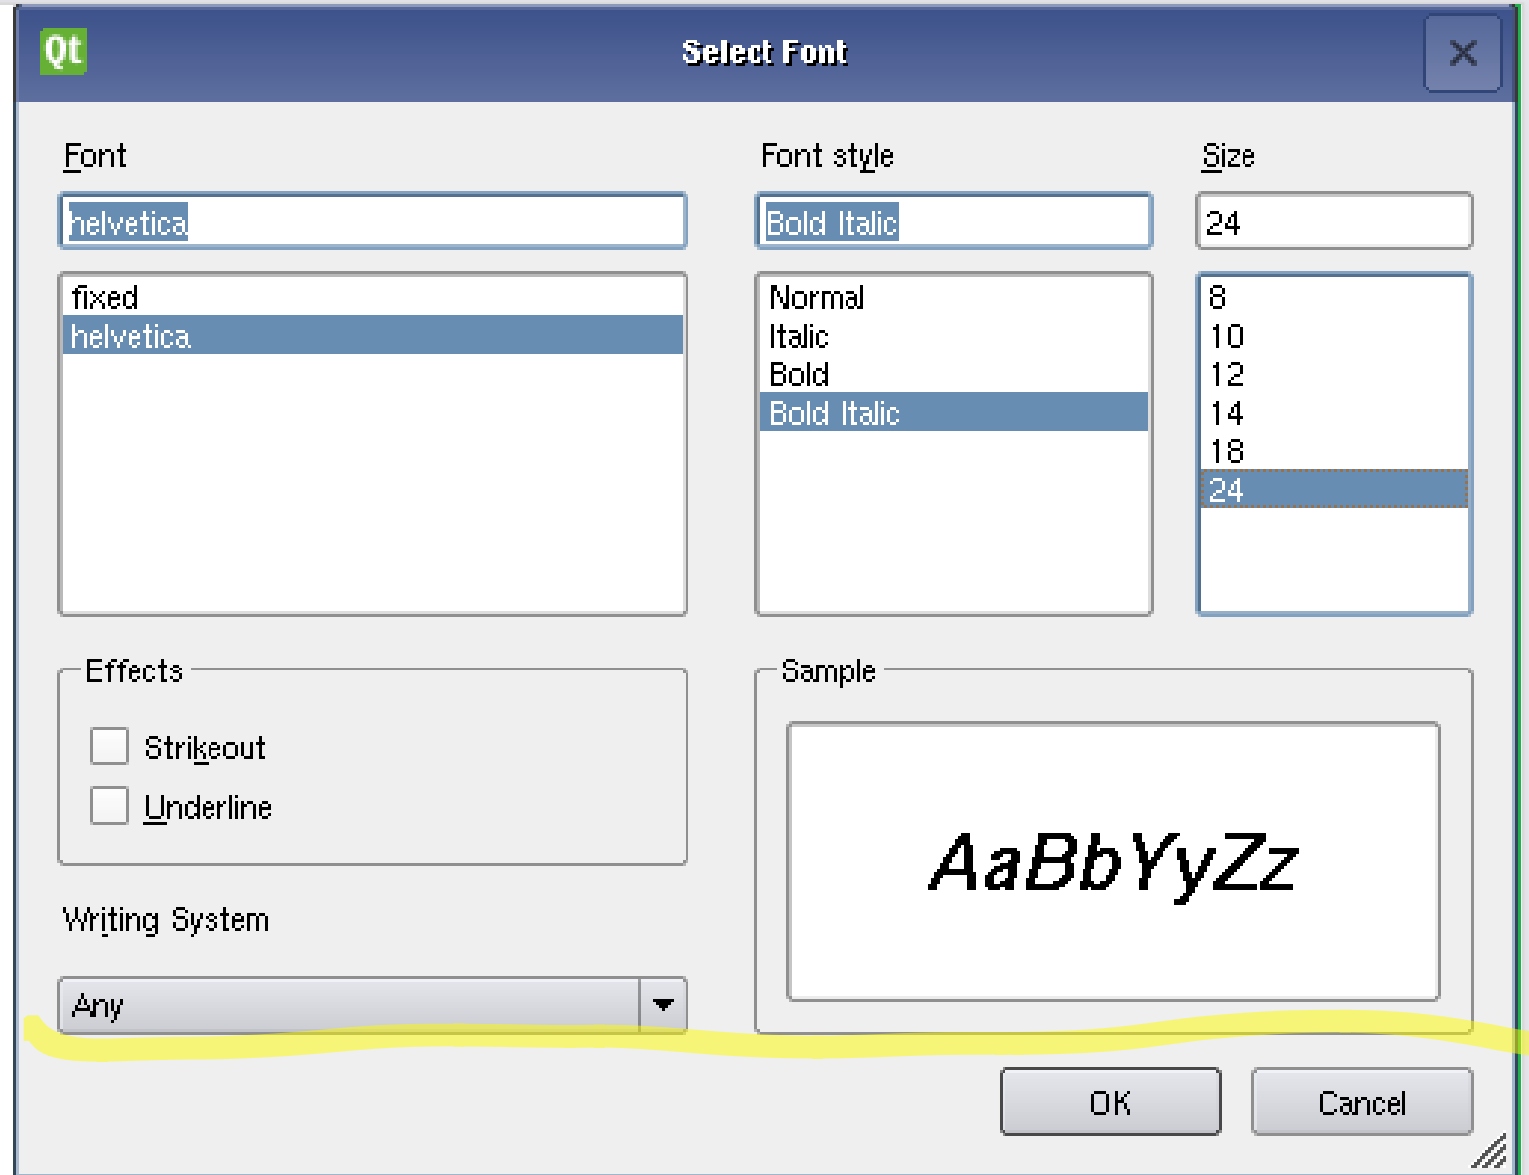 Qt Select Font
Font Font style Size
helvetica Bold Italic 24
fixed Normal 8
helvetica Italic 10
Bold 12
Bold Italic 14
18
24
Effects Sample
Strikeout
Underline
AaBbYyZz
Writing System
Any
OK Cancel